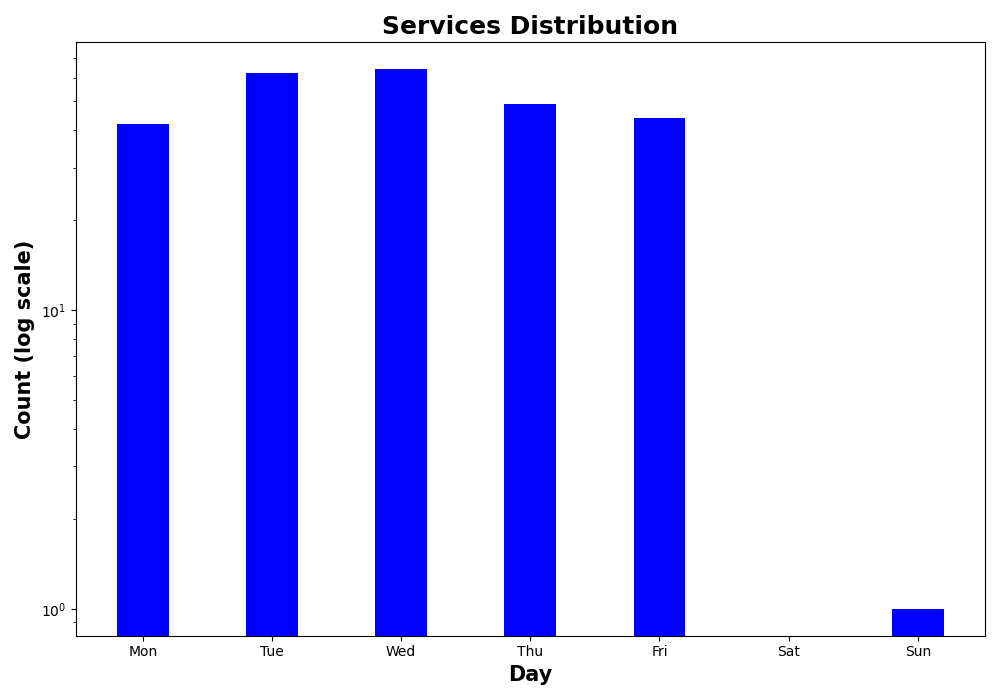 Services Distribution
Count (log scale)
10¹
10⁰
Mon Tue Wed Thu Fri Sat Sun
Day